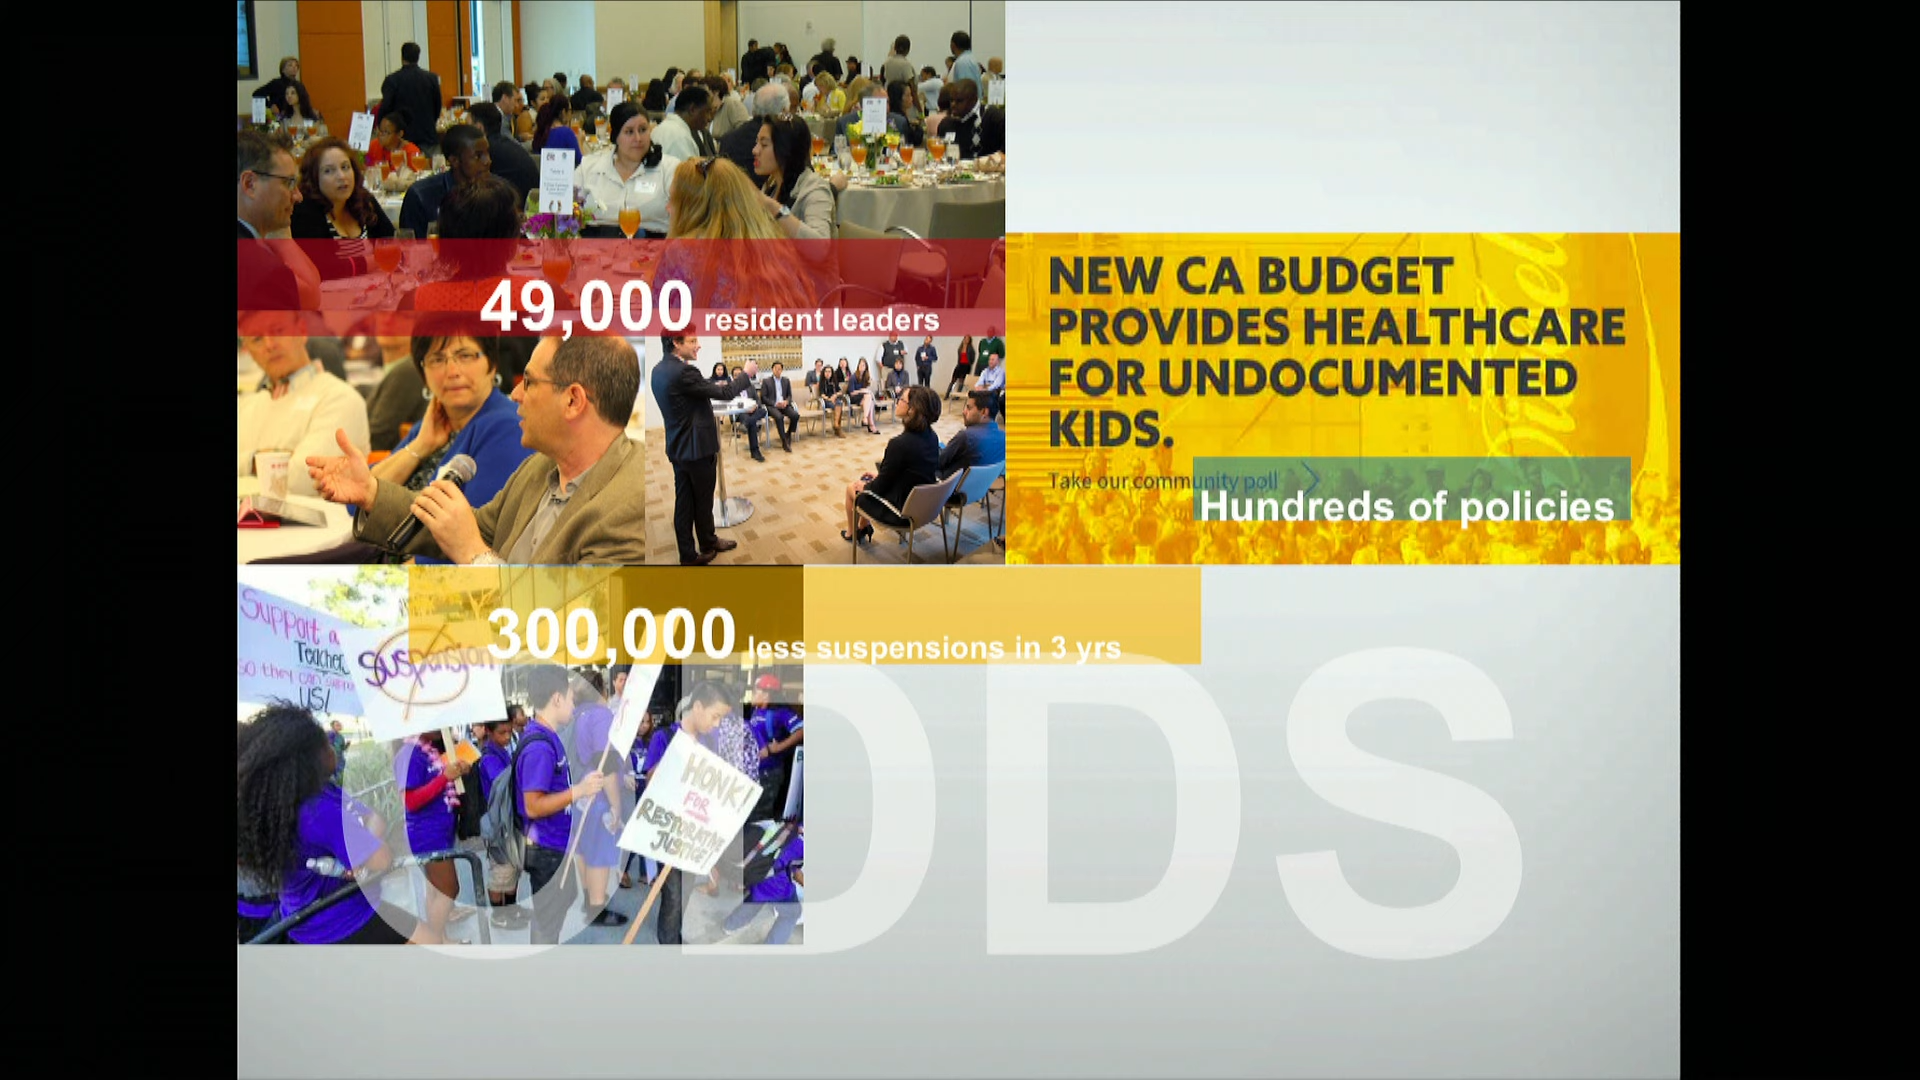 49,000 resident leaders
NEW CA BUDGET
PROVIDES HEALTHCARE
FOR UNDOCUMENTED
KIDS.
Take our community poll
Hundreds of policies
300,000 less suspensions in 3 yrs
Support a
Teacher
so they can
US!
Suspension
HONK!
FOR
RESTORATIVE
JUSTICE!
ODDS